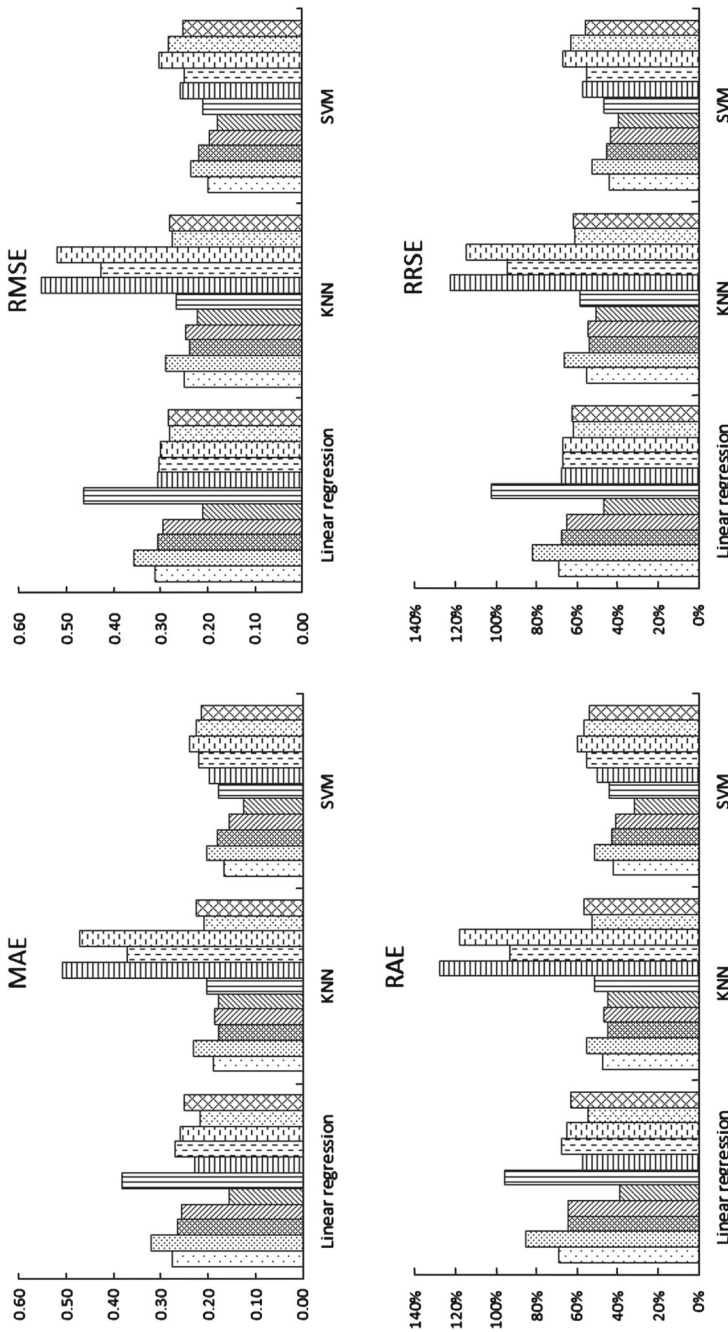 MAE
0.60
0.50
0.40
0.30
0.20
0.10
0.00
Linear regression
KNN
SVM
RMSE
0.60
0.50
0.40
0.30
0.20
0.10
0.00
Linear regression
KNN
SVM
RAE
140%
120%
100%
80%
60%
40%
20%
0%
Linear regression
KNN
SVM
RRSE
140%
120%
100%
80%
60%
40%
20%
0%
Linear regression
KNN
SVM